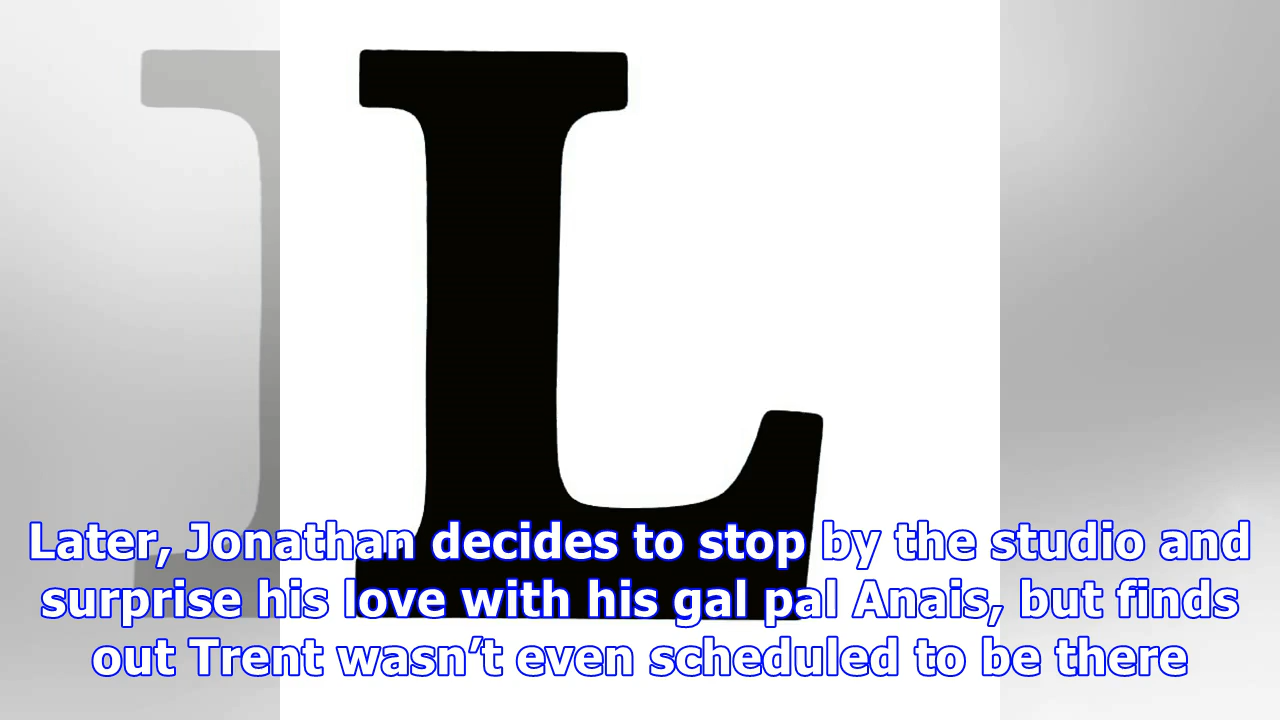 L
Later, Jonathan decides to stop by the studio and
surprise his love with his gal pal Anais, but finds
out Trent wasn’t even scheduled to be there